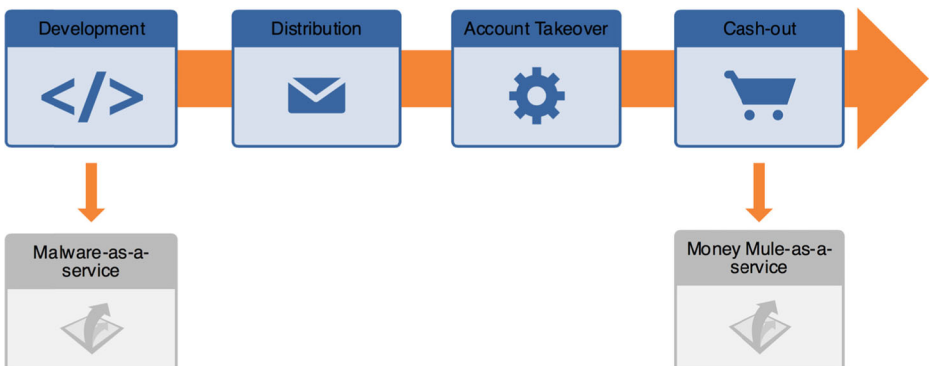 Development
Distribution
Account Takeover
Cash-out
Malware-as-a-
service
Money Mule-as-a-
service